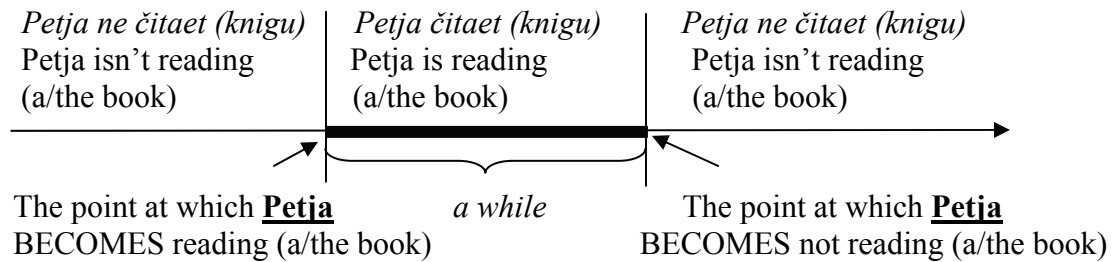 Petja ne čitaet (knigu) Petja čitaet (knigu) Petja ne čitaet (knigu)
Petja isn't reading Petja is reading Petja isn't reading
(a/the book) (a/the book) (a/the book)
The point at which Petja a while The point at which Petja
BECOMES reading (a/the book) BECOMES not reading (a/the book)